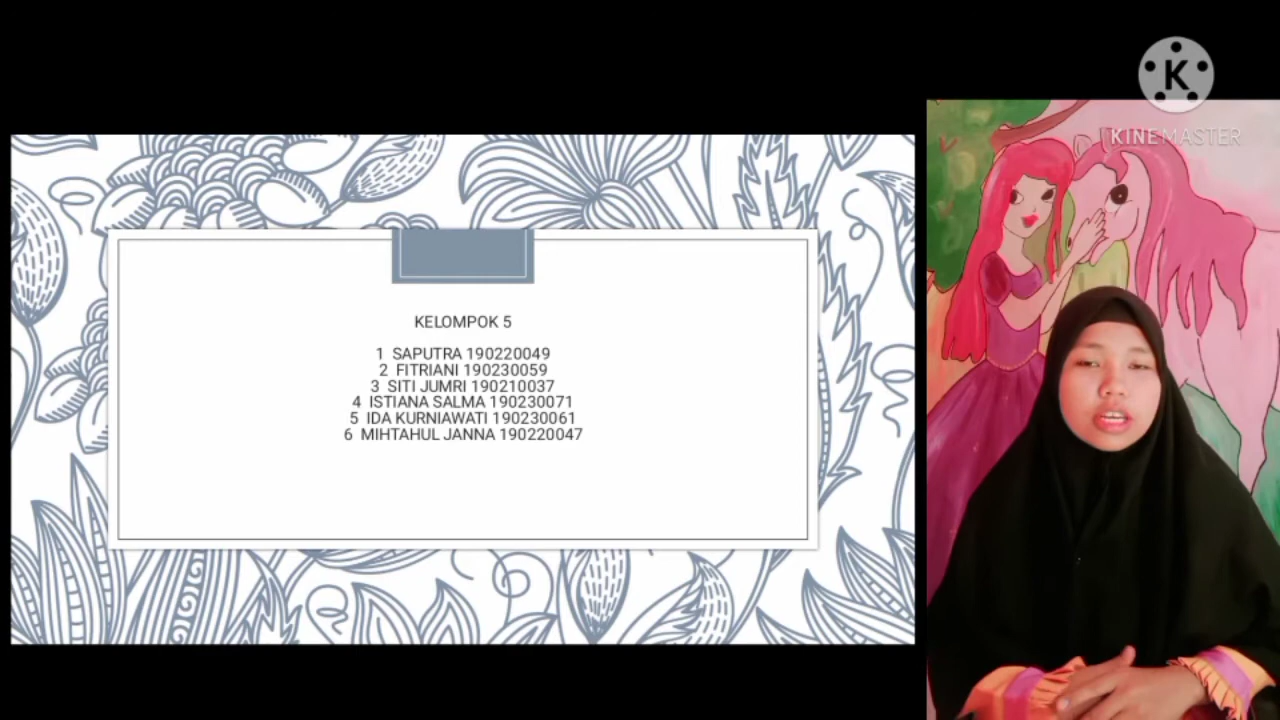 KELOMPOK 5
1 SAPUTRA 190220049
2 FITRIANI 190230059
3 SITI JUMRI 190210037
4 ISTIANA SALMA 190230071
5 IDA KURNIAWATI 190230061
6 MIHTAHUL JANNA 190220047
K
KINEMASTER